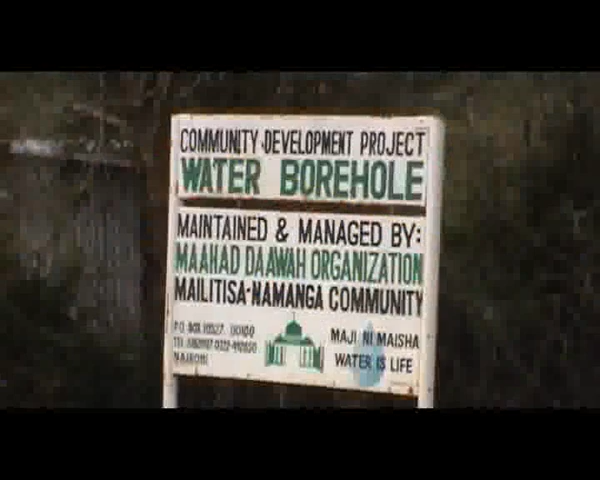 COMMUNITY DEVELOPMENT PROJECT
WATER BOREHOLE
MAINTAINED & MANAGED BY:
MAAHAD DAAWAH ORGANIZATION
MAILITISA-NAMANGA COMMUNITY
P.O. BOX
NAIROBI
MAJI NI MAISHA
WATER IS LIFE